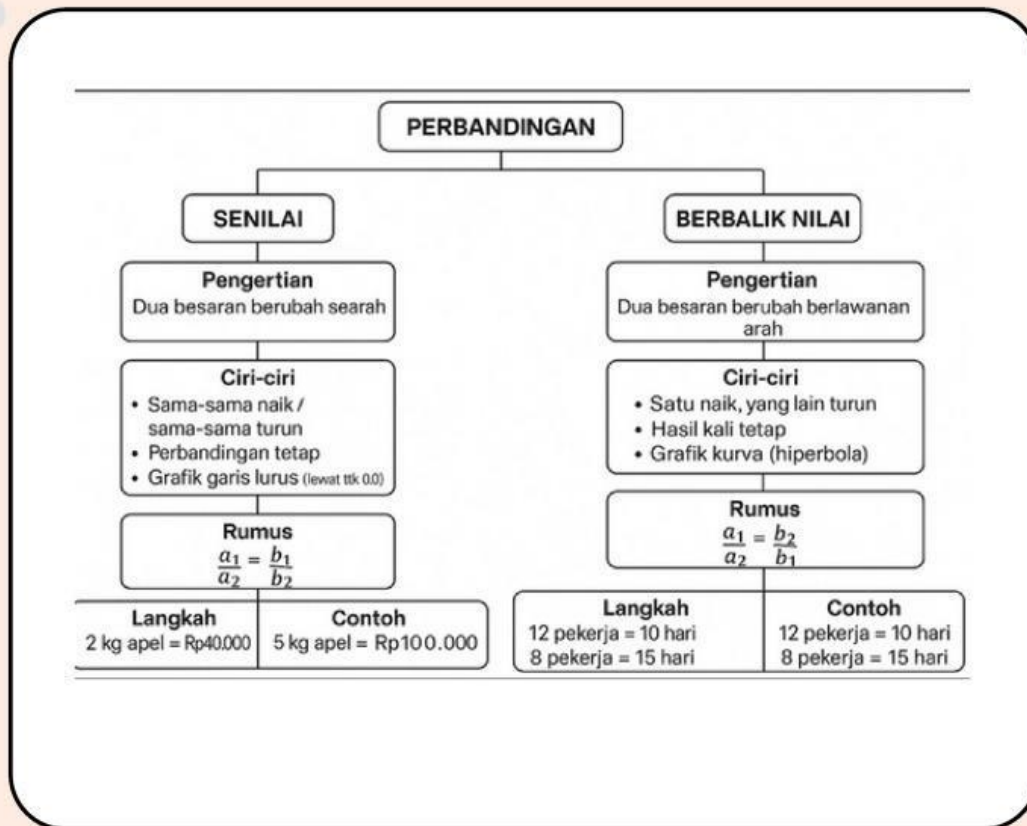 PERBANDINGAN
SENILAI
Pengertian
Dua besaran berubah searah
Ciri-ciri
• Sama-sama naik /
sama-sama turun
• Perbandingan tetap
• Grafik garis lurus (lewat ttk 0.0)
Rumus
a₁/a₂ = b₁/b₂
Langkah
2 kg apel = Rp40.000
Contoh
5 kg apel = Rp100.000
BERBALIK NILAI
Pengertian
Dua besaran berubah berlawanan
arah
Ciri-ciri
• Satu naik, yang lain turun
• Hasil kali tetap
• Grafik kurva (hiperbola)
Rumus
a₁/a₂ = b₂/b₁
Langkah
12 pekerja = 10 hari
8 pekerja = 15 hari
Contoh
12 pekerja = 10 hari
8 pekerja = 15 hari